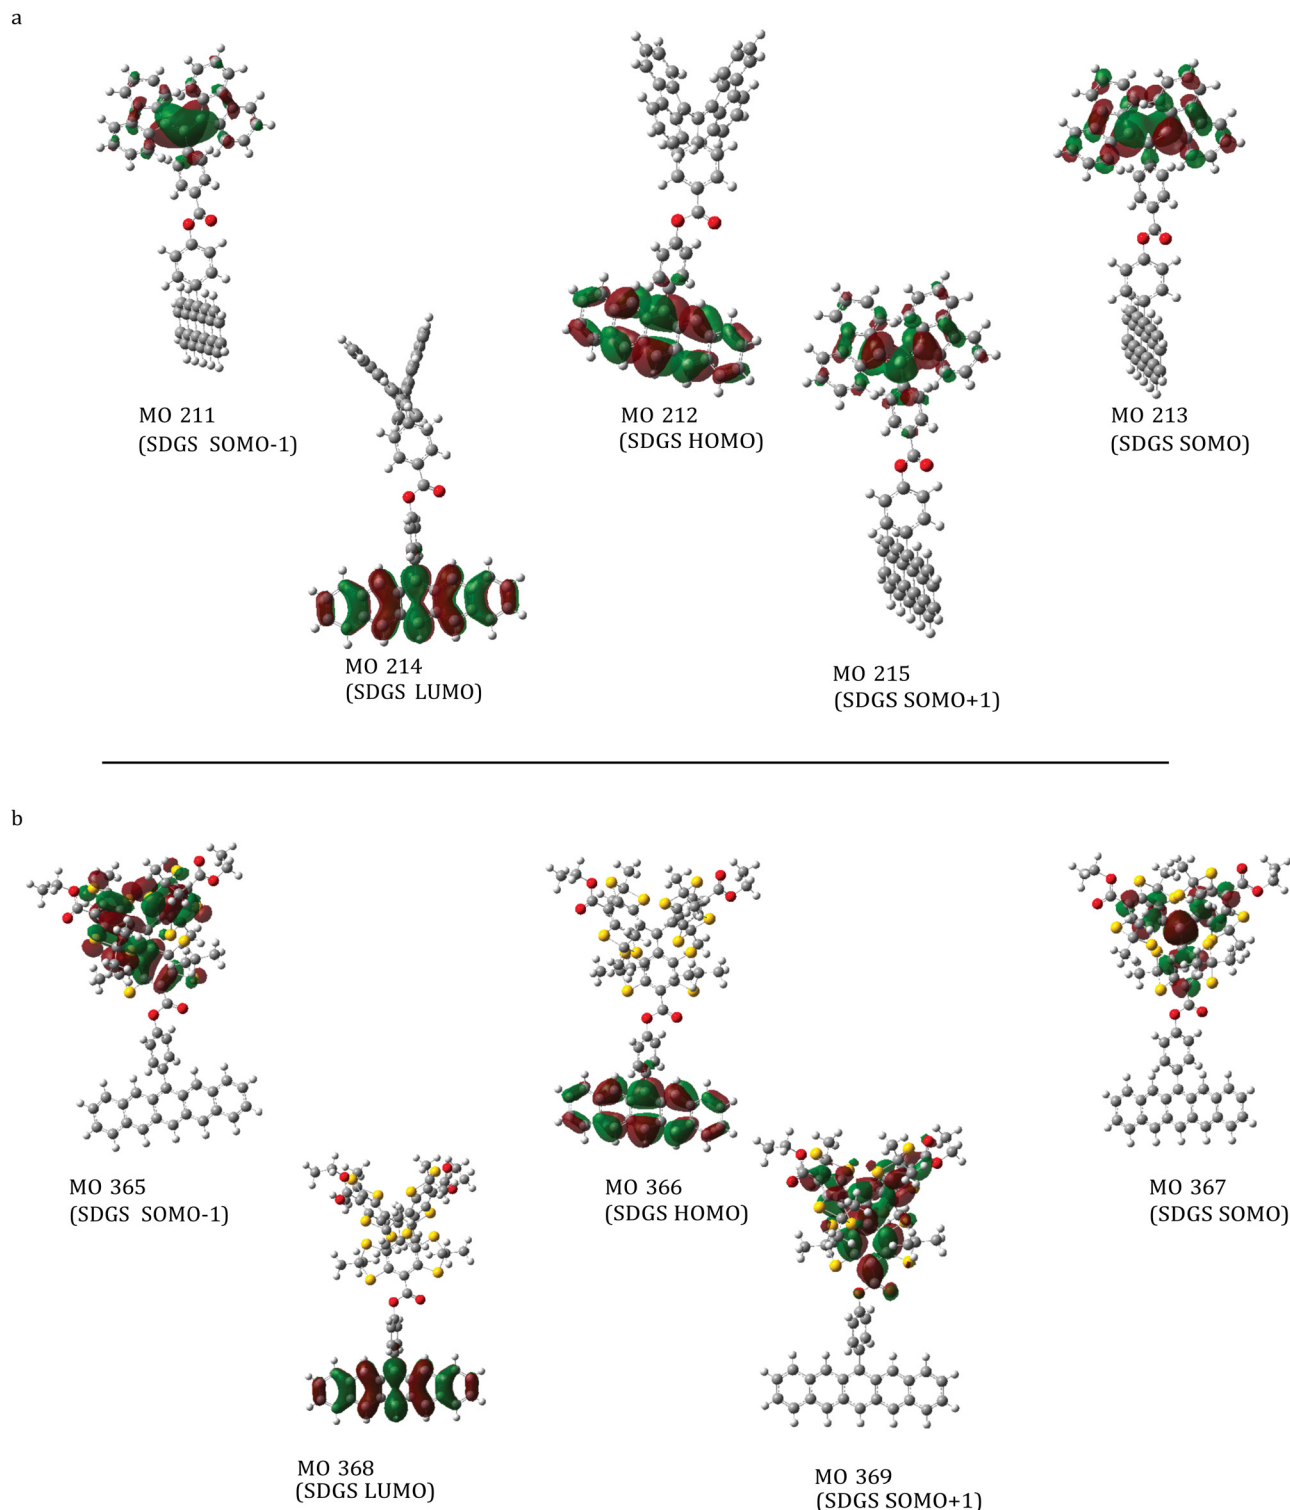 a
MO 211
(SDGS SOMO-1)
MO 212
(SDGS HOMO)
MO 213
(SDGS SOMO)
MO 214
(SDGS LUMO)
MO 215
(SDGS SOMO+1)
b
MO 365
(SDGS SOMO-1)
MO 366
(SDGS HOMO)
MO 367
(SDGS SOMO)
MO 368
(SDGS LUMO)
MO 369
(SDGS SOMO+1)